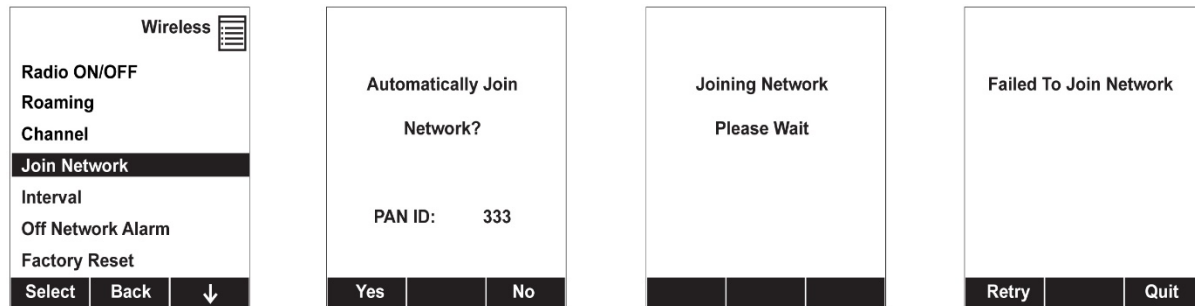 Wireless
Radio ON/OFF
Roaming
Channel
Join Network
Interval
Off Network Alarm
Factory Reset
Select Back ↓
Automatically Join
Network?
PAN ID: 333
Yes No
Joining Network
Please Wait
Failed To Join Network
Retry Quit